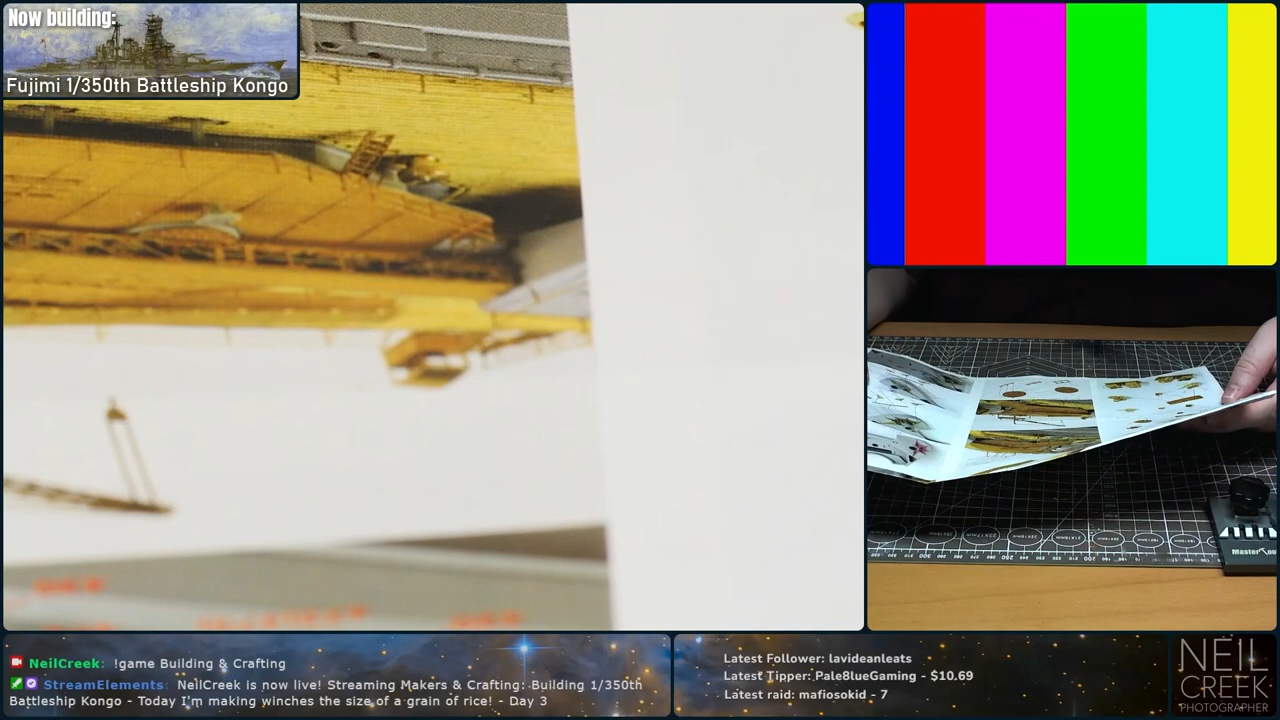 Now building:
Fujimi 1/350th Battleship Kongo
Master Too
NeilCreek: !game Building & Crafting
StreamElements: NeilCreek is now live! Streaming Makers & Crafting: Building 1/350th
Battleship Kongo - Today I'm making winches the size of a grain of rice! - Day 3
Latest Follower: lavideanleats
Latest Tipper: Pale8lueGaming - $10.69
Latest raid: mafiosokid - 7
NEIL
CREEK
PHOTOGRAPHER